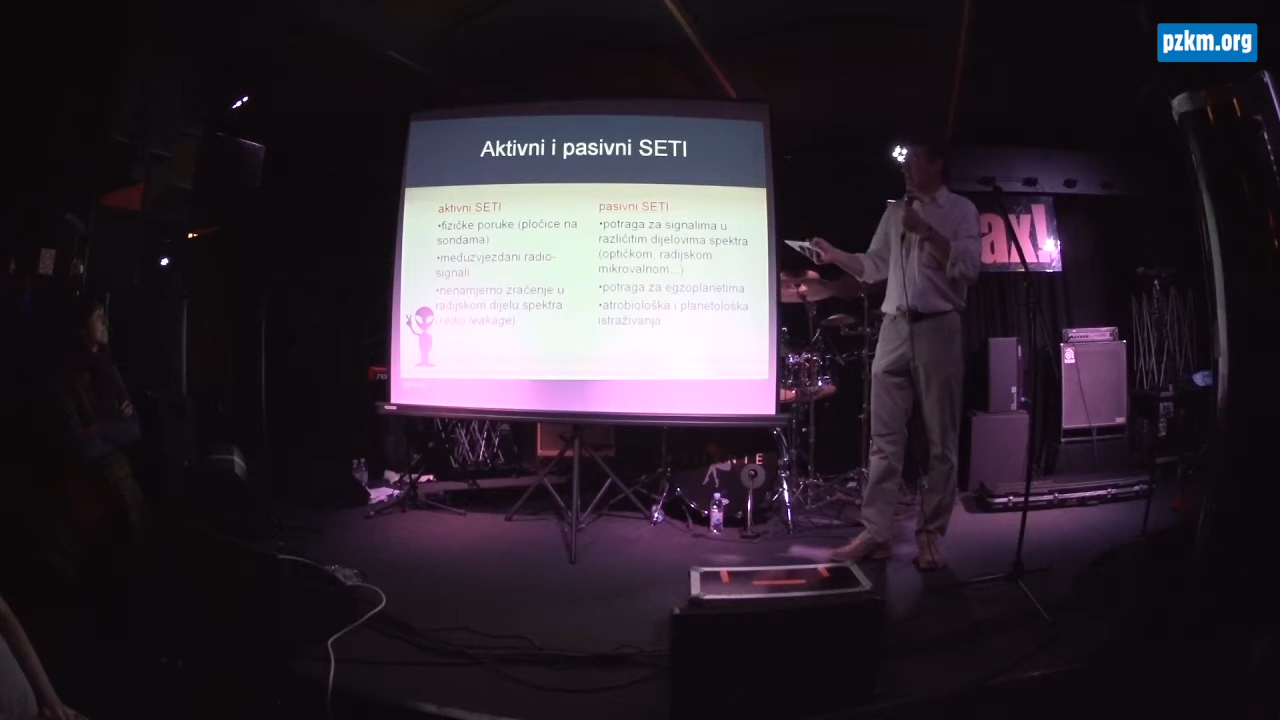 pzkm.org
Aktivni i pasivni SETI
aktivni SETI
•fizičke poruke (pločice na
sondama)
•međuzvjezdani radio-
signali
•nenamjerno zračenje u
radijskom dijelu spektra
(radio leakage)
pasivni SETI
•potraga za signalima u
različitim dijelovima spektra
(optičkom, radijskom,
mikrovalnom...)
•potraga za egzoplanetima
•atrobiološka i planetološka
istraživanja
ax!